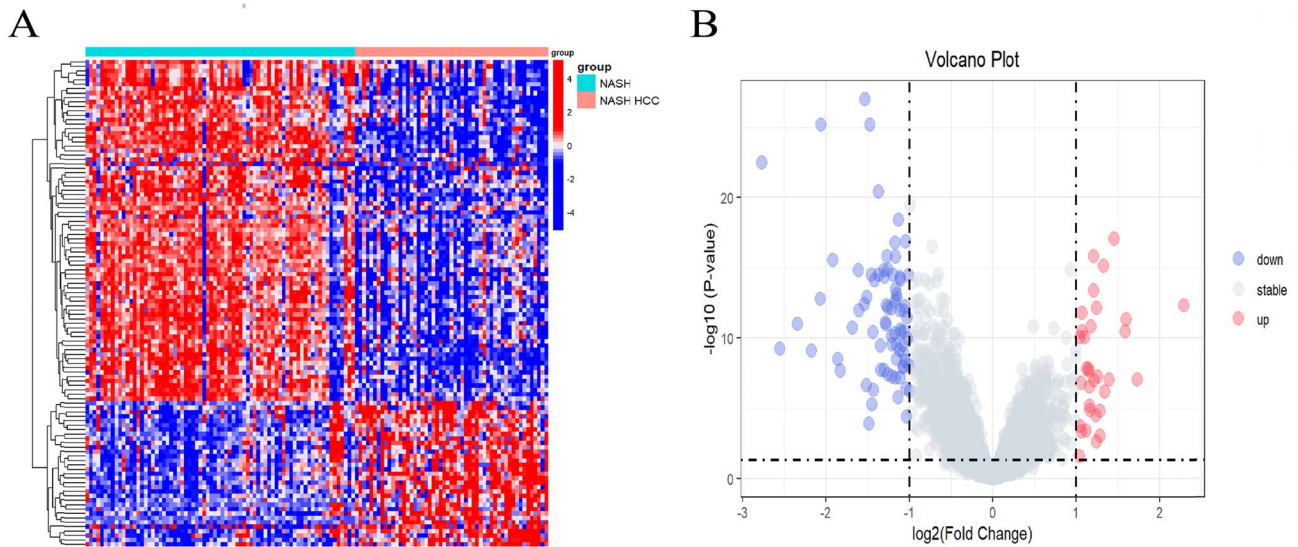 A
group
4
2
0
-2
-4
group
NASH
NASH HCC
B
Volcano Plot
-log10 (P-value)
20
10
0
-3
-2
-1
0
1
2
log2(Fold Change)
down
stable
up